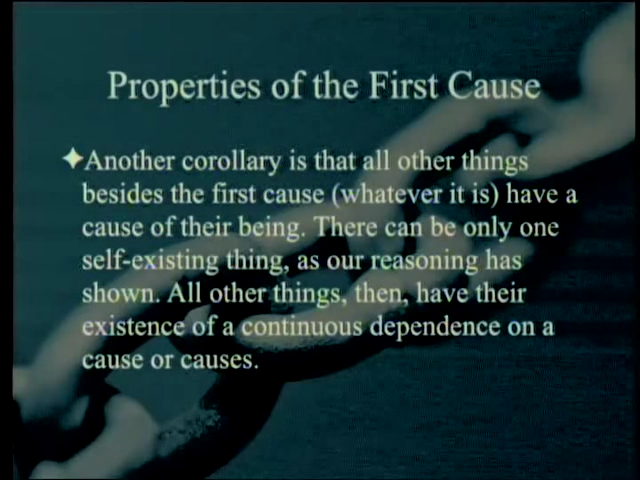 Properties of the First Cause
✦Another corollary is that all other things
besides the first cause (whatever it is) have a
cause of their being. There can be only one
self-existing thing, as our reasoning has
shown. All other things, then, have their
existence of a continuous dependence on a
cause or causes.